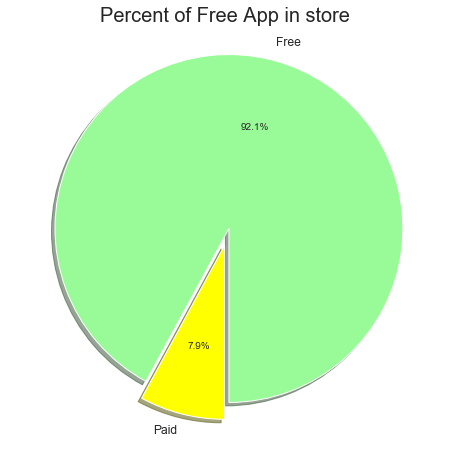 Percent of Free App in store
Free
92.1%
7.9%
Paid